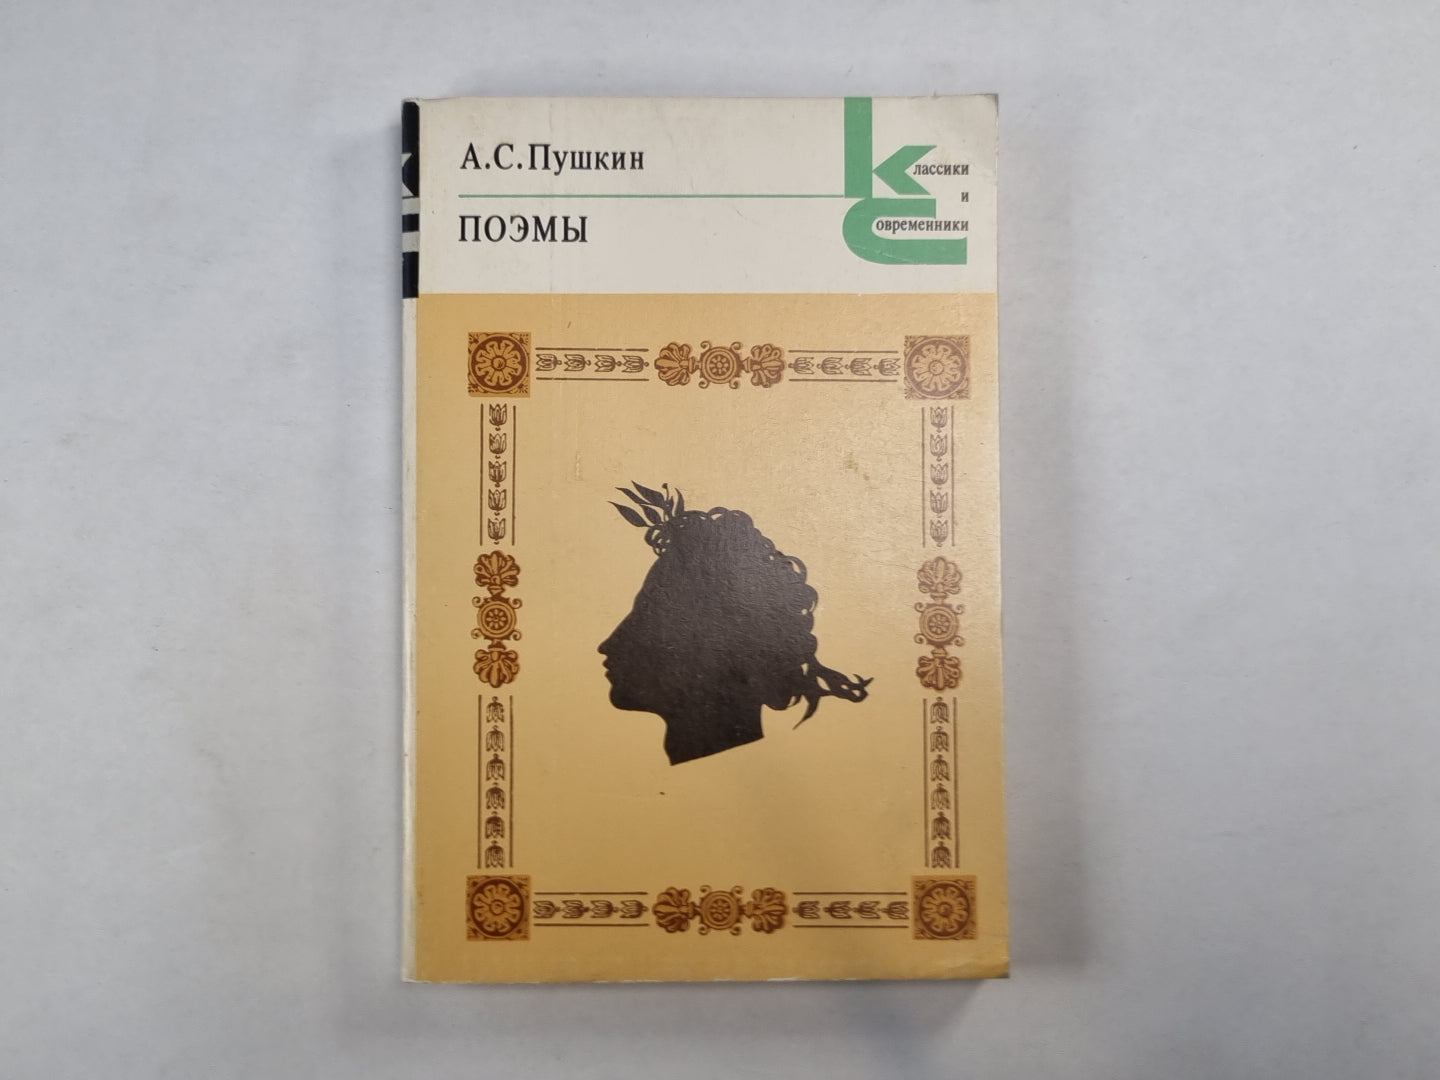 А.С.Пушкин
ПОЭМЫ
Классики
и
Современники